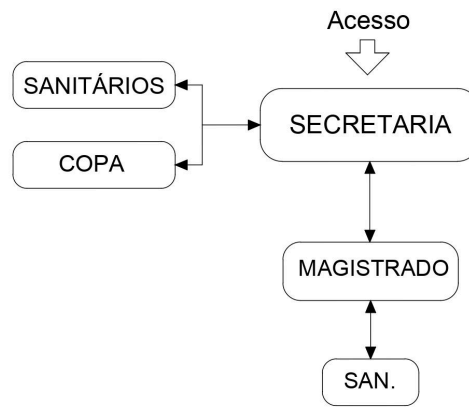 Acesso
SANITÁRIOS
SECRETARIA
COPA
MAGISTRADO
SAN.